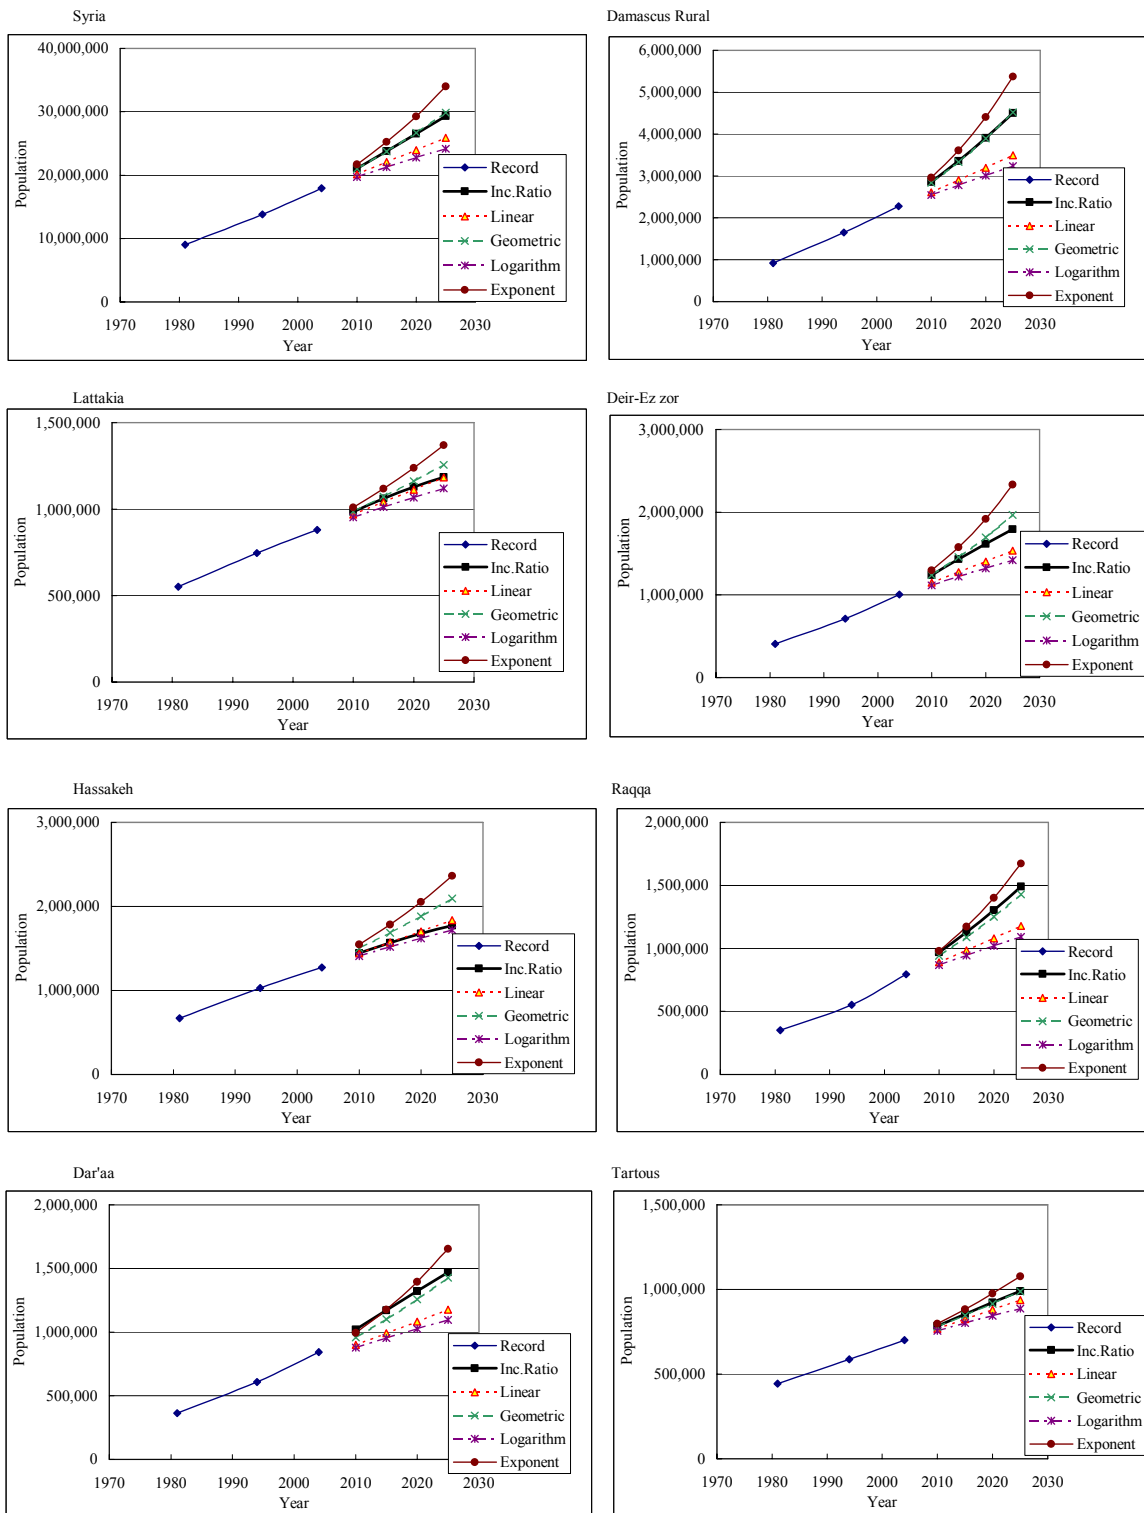 Syria
40,000,000
30,000,000
20,000,000
10,000,000
0
Population
1970 1980 1990 2000 2010 2020 2030
Year
Record
Inc.Ratio
Linear
Geometric
Logarithm
Exponent
Damascus Rural
6,000,000
5,000,000
4,000,000
3,000,000
2,000,000
1,000,000
0
Population
1970 1980 1990 2000 2010 2020 2030
Year
Record
Inc.Ratio
Linear
Geometric
Logarithm
Exponent
Lattakia
1,500,000
1,000,000
500,000
0
Population
1970 1980 1990 2000 2010 2020 2030
Year
Record
Inc.Ratio
Linear
Geometric
Logarithm
Exponent
Deir-Ez zor
3,000,000
2,000,000
1,000,000
0
Population
1970 1980 1990 2000 2010 2020 2030
Year
Record
Inc.Ratio
Linear
Geometric
Logarithm
Exponent
Hassakeh
3,000,000
2,000,000
1,000,000
0
Population
1970 1980 1990 2000 2010 2020 2030
Year
Record
Inc.Ratio
Linear
Geometric
Logarithm
Exponent
Raqqa
2,000,000
1,500,000
1,000,000
500,000
0
Population
1970 1980 1990 2000 2010 2020 2030
Year
Record
Inc.Ratio
Linear
Geometric
Logarithm
Exponent
Dar'aa
2,000,000
1,500,000
1,000,000
500,000
0
Population
1970 1980 1990 2000 2010 2020 2030
Year
Record
Inc.Ratio
Linear
Geometric
Logarithm
Exponent
Tartous
1,500,000
1,000,000
500,000
0
Population
1970 1980 1990 2000 2010 2020 2030
Year
Record
Inc.Ratio
Linear
Geometric
Logarithm
Exponent